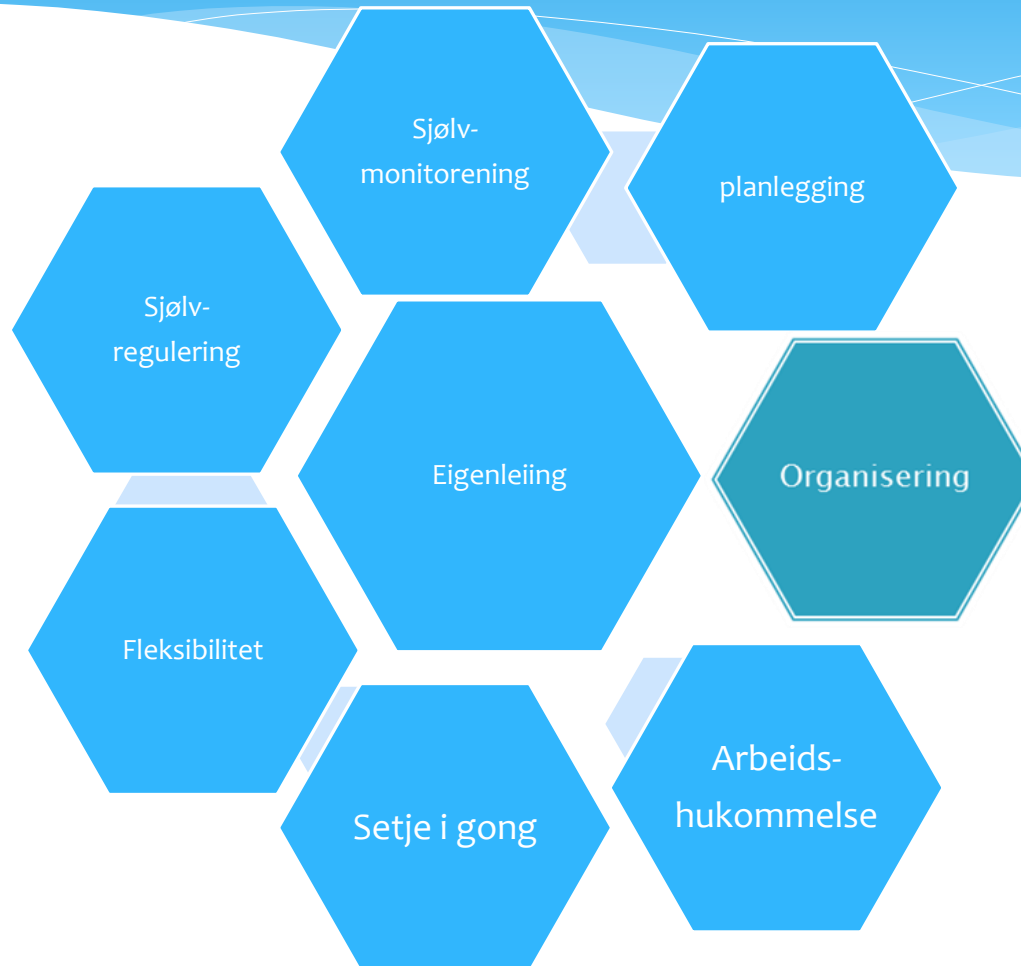 Sjølv-
monitorening
planlegging
Sjølv-
regulering
Eigenleiing
Organisering
Fleksibilitet
Arbeids-
hukommelse
Setje i gong